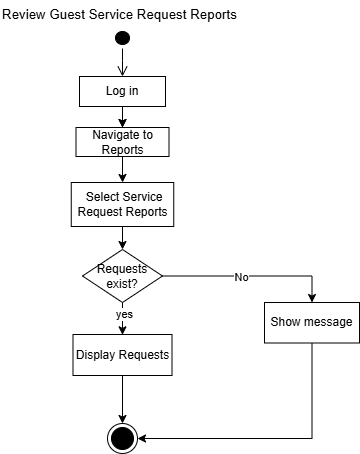 Review Guest Service Request Reports
Log in
Navigate to
Reports
Select Service
Request Reports
Requests
exist?
No
yes
Show message
Display Requests